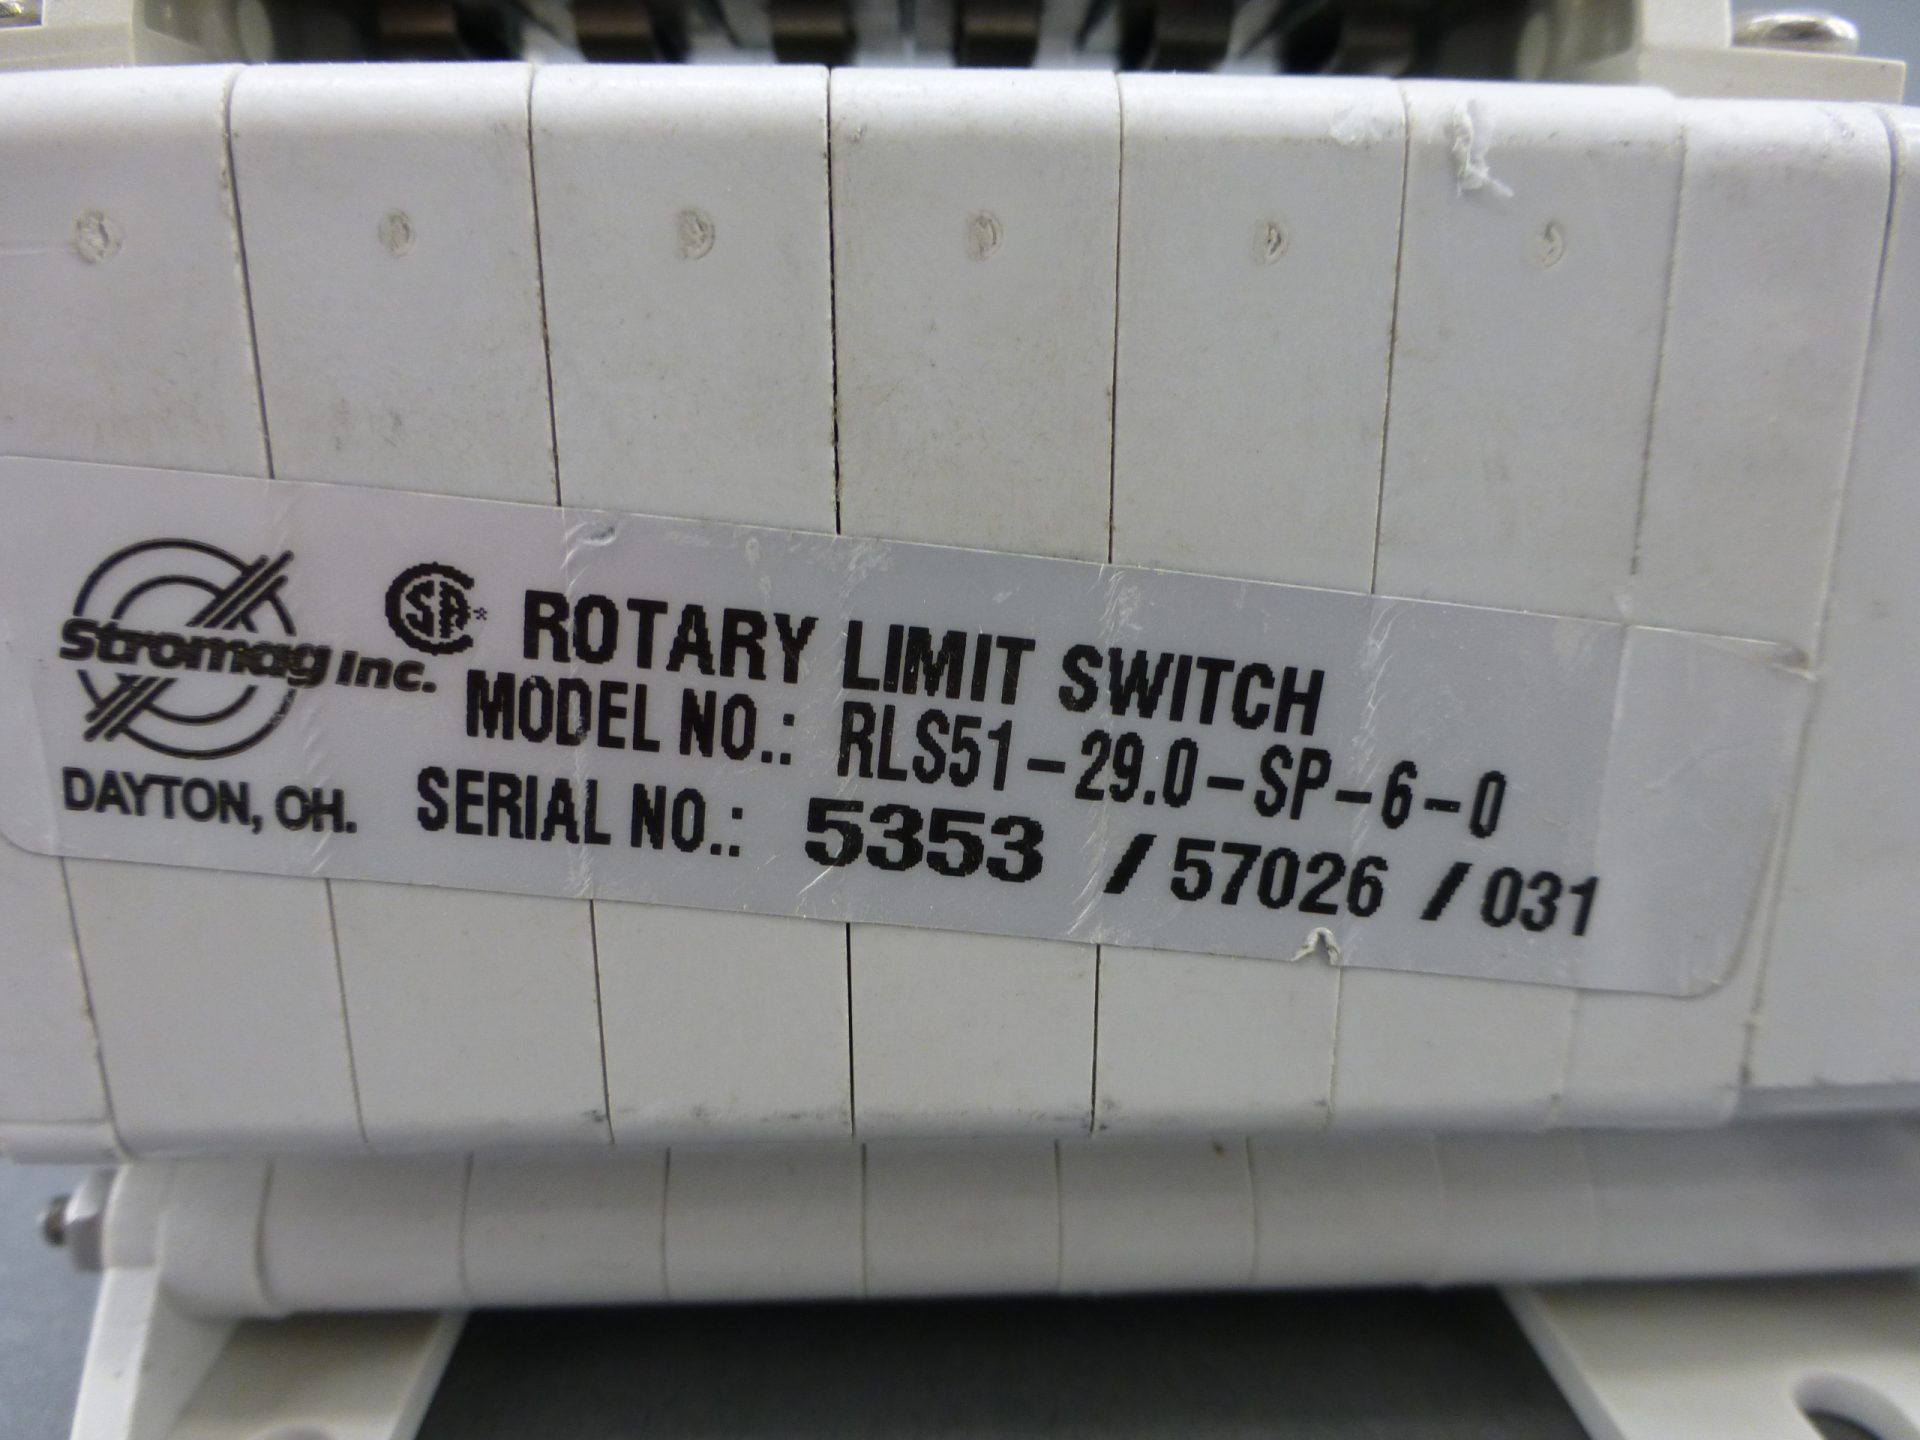 Stromag Inc.
DAYTON, OH.
CSA* ROTARY LIMIT SWITCH
MODEL NO.: RLS51-29.0-SP-6-0
SERIAL NO.: 5353 / 57026 / 031